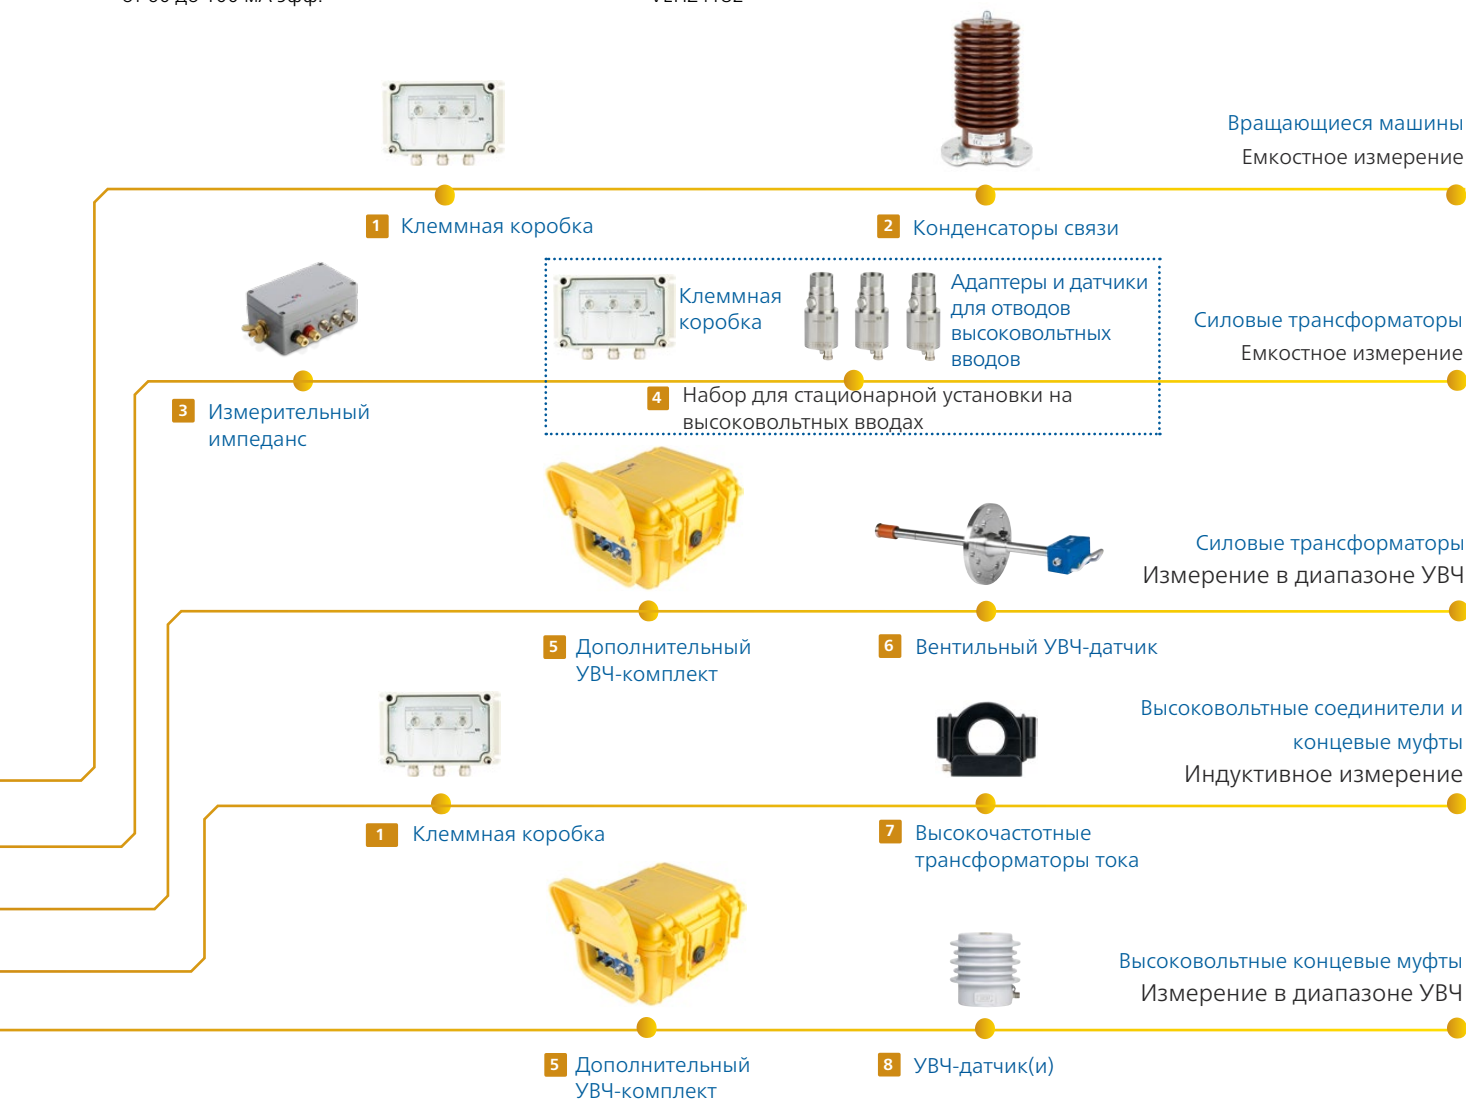 Вращающиеся машины
Емкостное измерение
1 Клеммная коробка
2 Конденсаторы связи
Клеммная
коробка
Адаптеры и датчики
для отводов
высоковольтных
вводов
Силовые трансформаторы
Емкостное измерение
3 Измерительный
импеданс
4 Набор для стационарной установки на
высоковольтных вводах
Силовые трансформаторы
Измерение в диапазоне УВЧ
5 Дополнительный
УВЧ-комплект
6 Вентильный УВЧ-датчик
Высоковольтные соединители и
концевые муфты
Индуктивное измерение
1 Клеммная коробка
7 Высокочастотные
трансформаторы тока
Высоковольтные концевые муфты
Измерение в диапазоне УВЧ
5 Дополнительный
УВЧ-комплект
8 УВЧ-датчик(и)